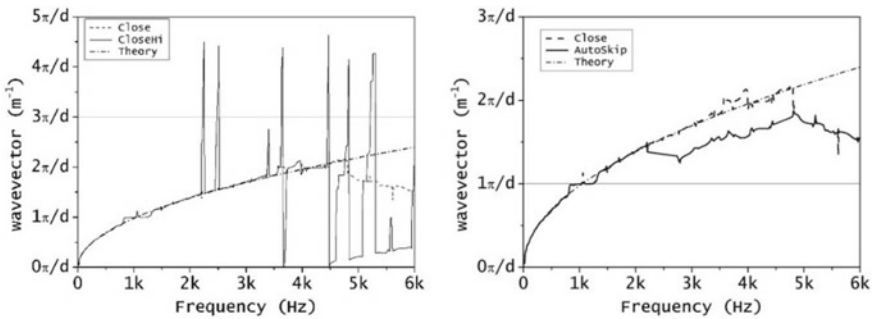 5π/d
4π/d
3π/d
2π/d
1π/d
0π/d
wavevector (m⁻¹)
Close
CloseHi
Theory
0 1k 2k 3k 4k 5k 6k
Frequency (Hz)
3π/d
2π/d
1π/d
0π/d
wavevector (m⁻¹)
Close
AutoSkip
Theory
0 1k 2k 3k 4k 5k 6k
Frequency (Hz)